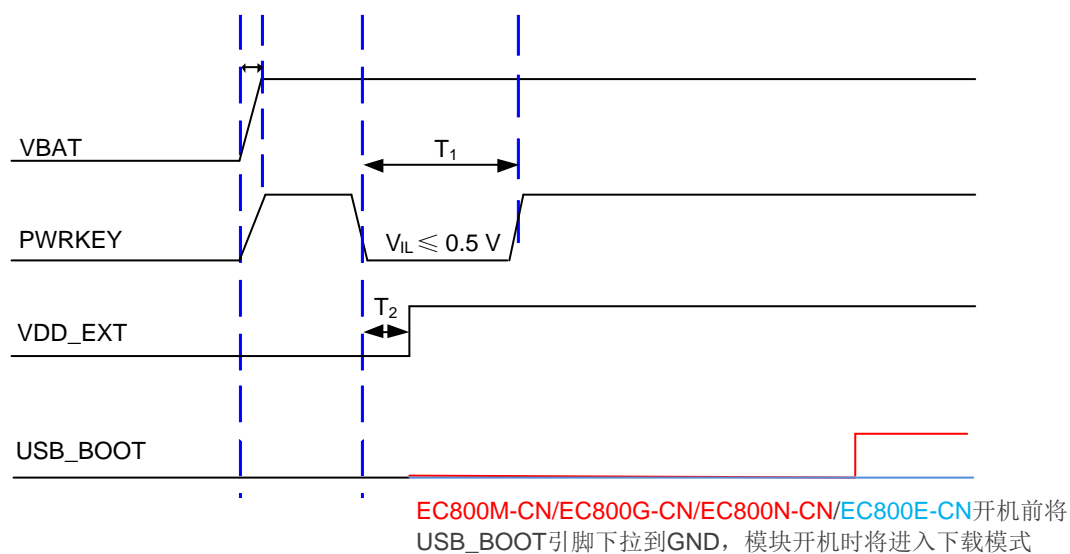 VBAT
T₁
PWRKEY
V_IL ≤ 0.5 V
T₂
VDD_EXT
USB_BOOT
EC800M-CN/EC800G-CN/EC800N-CN/EC800E-CN开机前将
USB_BOOT引脚下拉到GND，模块开机时将进入下载模式